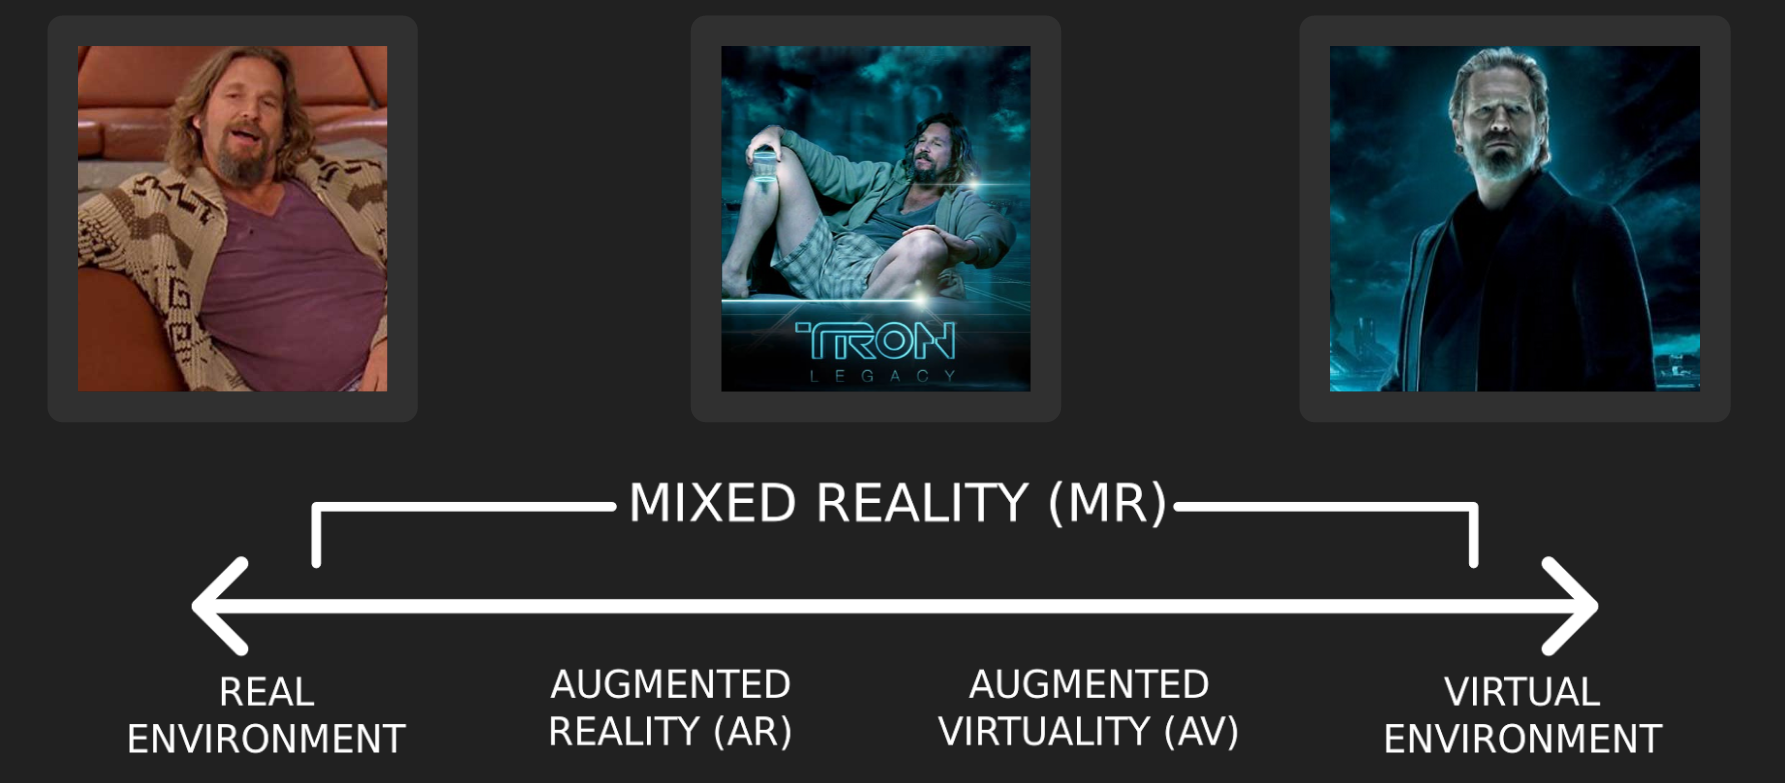 TRON
LEGACY
MIXED REALITY (MR)
REAL
ENVIRONMENT
AUGMENTED
REALITY (AR)
AUGMENTED
VIRTUALITY (AV)
VIRTUAL
ENVIRONMENT